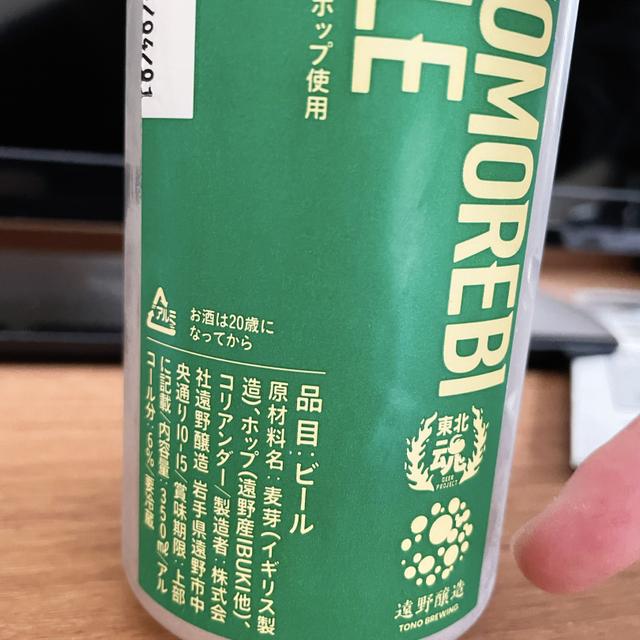 OMOREBI
LE
ホップ使用
お酒は20歳に
なってから
アルミ
品目:ビール
原材料名:麦芽(イギリス製
造)、ホップ(遠野産IBUKI他)、
コリアンダー/製造者:株式会
社遠野醸造 岩手県遠野市中
央通り10-15/賞味期限:上部
に記載/内容量:350ml/アル
コール分:6% 要冷蔵
東北
魂
BEER
PROJECT
遠野醸造
TONO BREWING